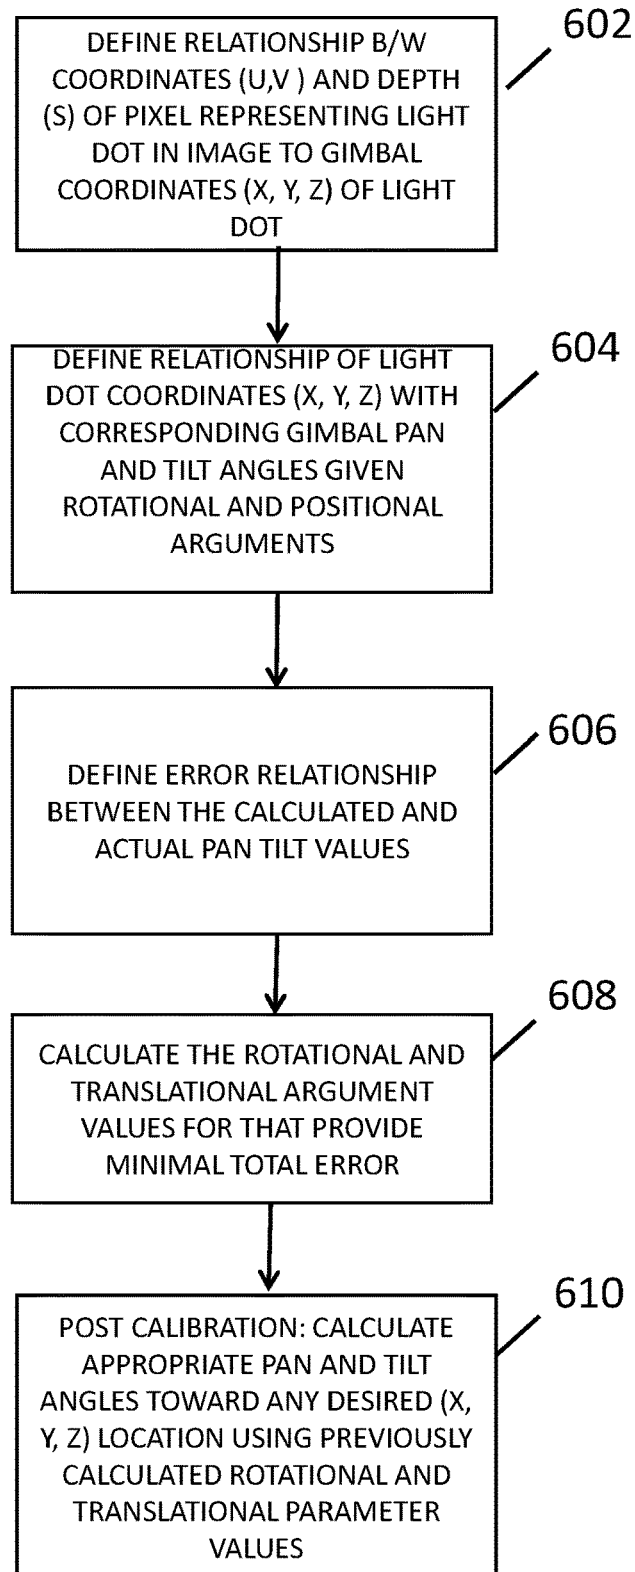 602
DEFINE RELATIONSHIP B/W
COORDINATES (U,V ) AND DEPTH
(S) OF PIXEL REPRESENTING LIGHT
DOT IN IMAGE TO GIMBAL
COORDINATES (X, Y, Z) OF LIGHT
DOT
604
DEFINE RELATIONSHIP OF LIGHT
DOT COORDINATES (X, Y, Z) WITH
CORRESPONDING GIMBAL PAN
AND TILT ANGLES GIVEN
ROTATIONAL AND POSITIONAL
ARGUMENTS
606
DEFINE ERROR RELATIONSHIP
BETWEEN THE CALCULATED AND
ACTUAL PAN TILT VALUES
608
CALCULATE THE ROTATIONAL AND
TRANSLATIONAL ARGUMENT
VALUES FOR THAT PROVIDE
MINIMAL TOTAL ERROR
610
POST CALIBRATION: CALCULATE
APPROPRIATE PAN AND TILT
ANGLES TOWARD ANY DESIRED (X,
Y, Z) LOCATION USING PREVIOUSLY
CALCULATED ROTATIONAL AND
TRANSLATIONAL PARAMETER
VALUES